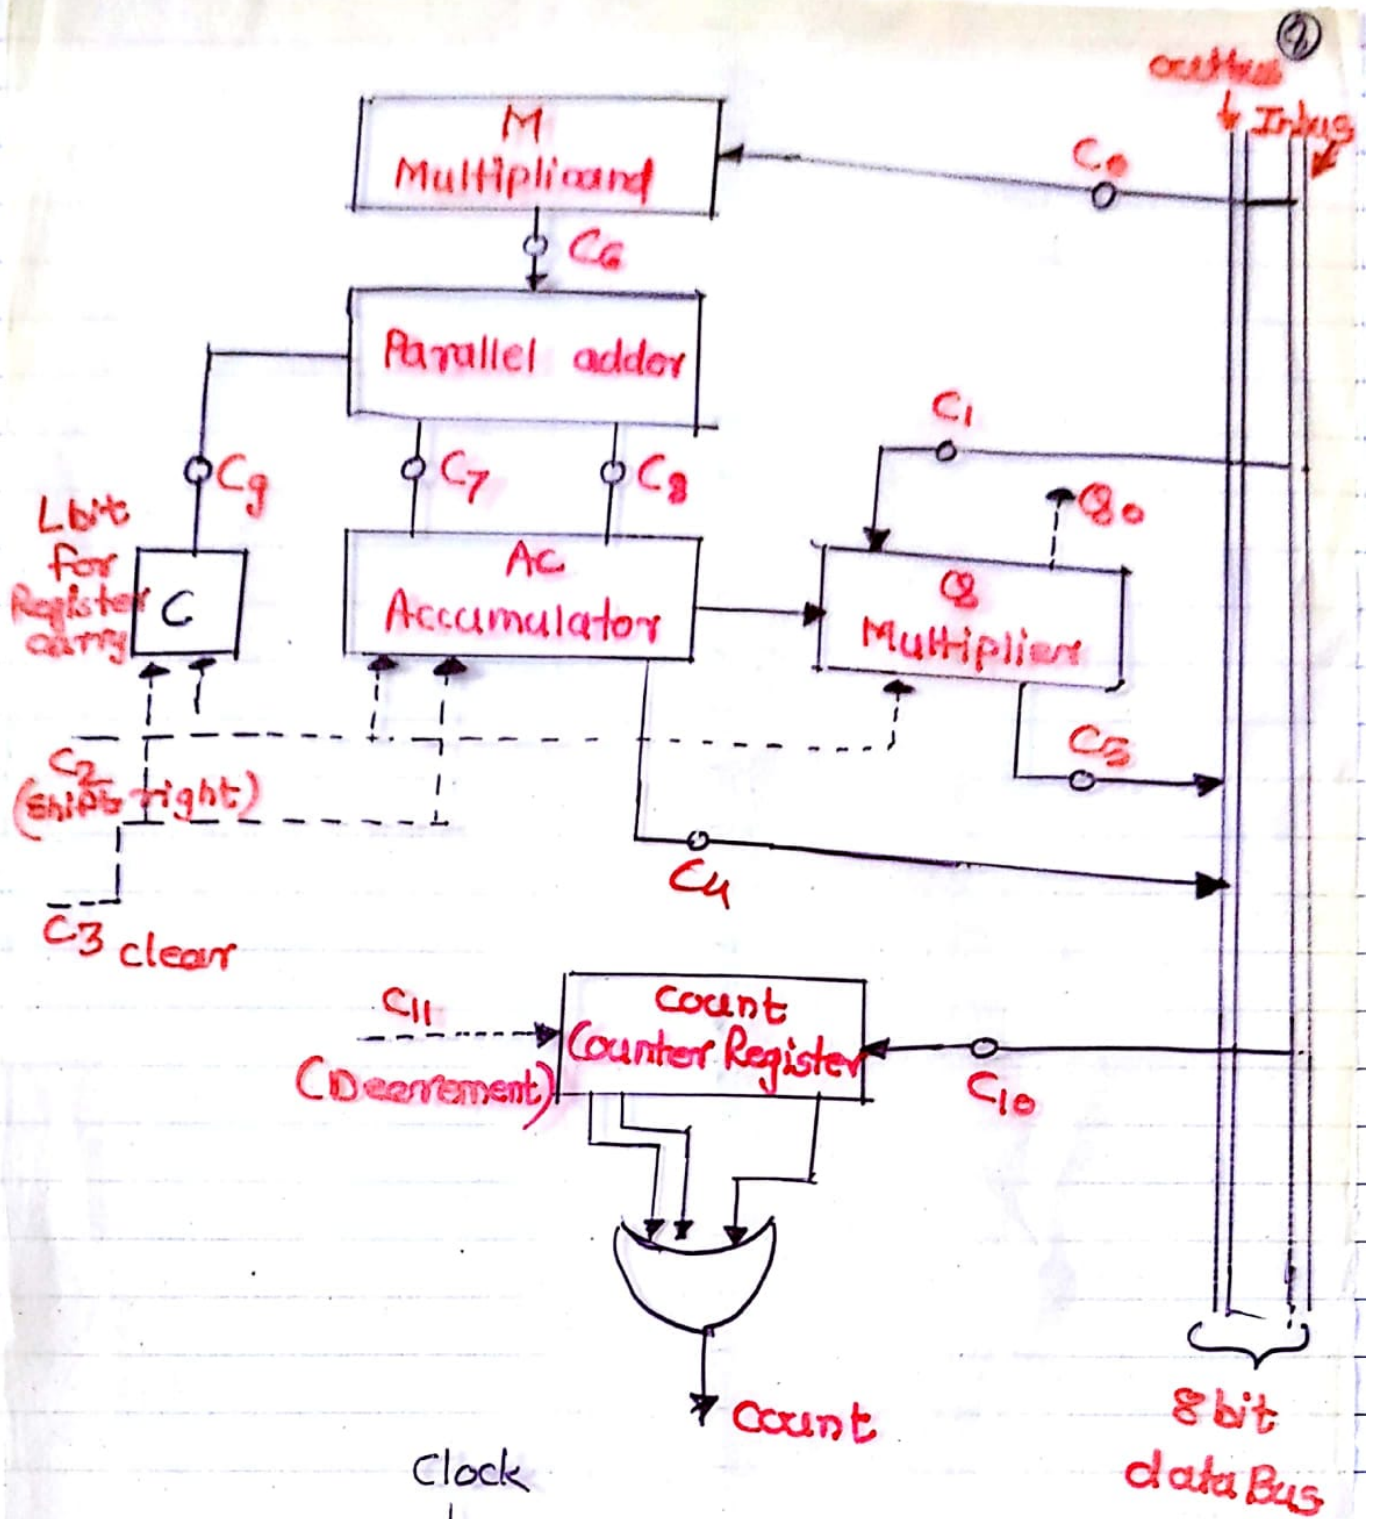 2
outbus
Inbus
M
Multiplicand
C0
C6
Parallel adder
C1
C9
C7
C8
Q0
1 bit
for
Register
carry
C
AC
Accumulator
Q
Multiplier
C2
(Shift right)
C5
C4
C3 clear
C11
(Decrement)
Count
Counter Register
C10
Count
8 bit
data Bus
Clock